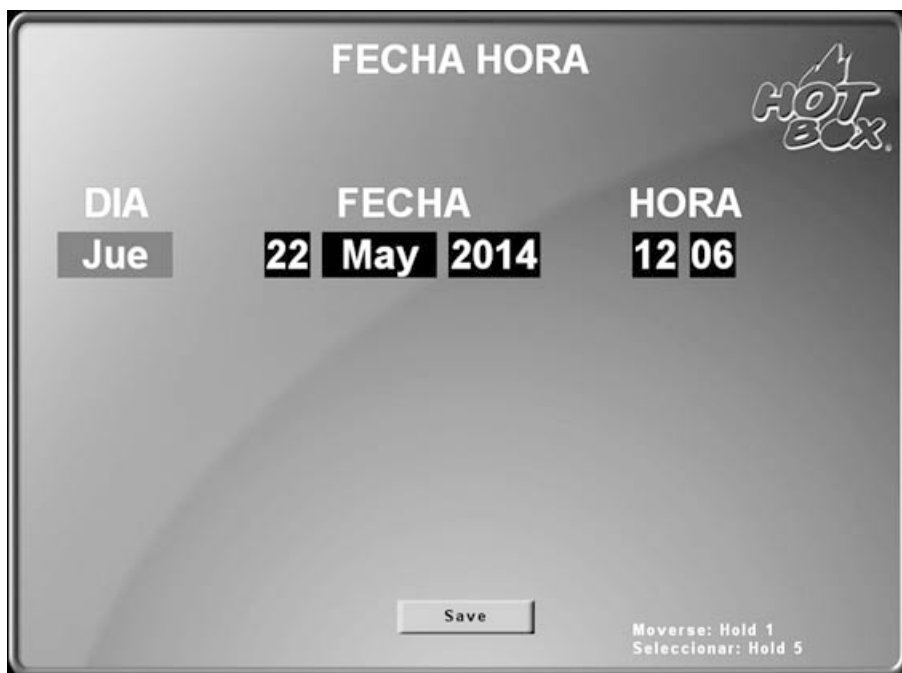 FECHA HORA
HOT
BOX®
DIA FECHA HORA
Jue 22 May 2014 12 06
Save
Moverse: Hold 1
Seleccionar: Hold 5